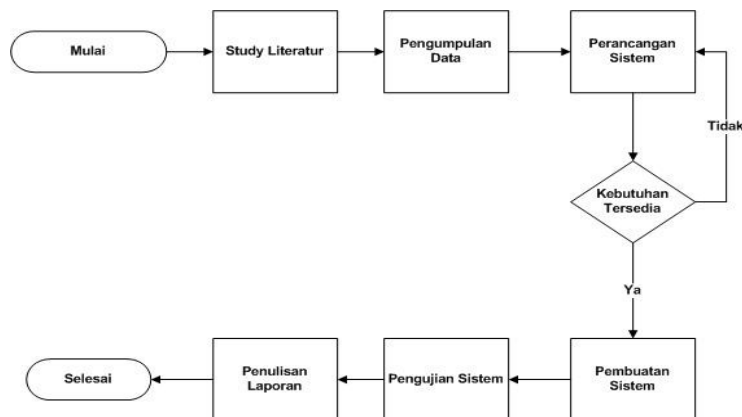 Mulai
Study Literatur
Pengumpulan
Data
Perancangan
Sistem
Tidak
Kebutuhan
Tersedia
Ya
Pembuatan
Sistem
Pengujian Sistem
Penulisan
Laporan
Selesai